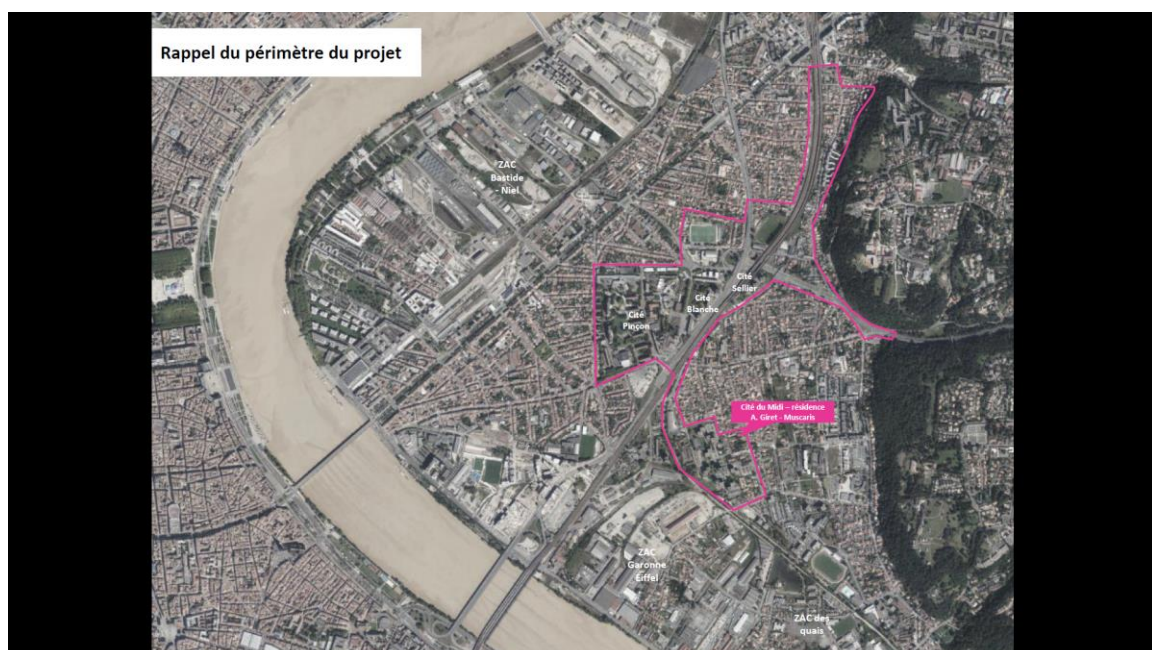 Rappel du périmètre du projet
ZAC
Bastide
- Niel
Cité
Sellier
Cité
Blanche
Cité
Pinçon
Cité du Midi – résidence
A. Giret - Muscaris
ZAC
Garonne
Eiffel
ZAC des
quais